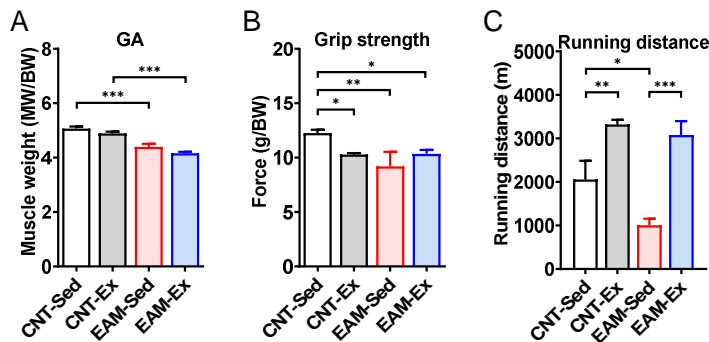 A
GA
Muscle weight (MW/BW)
8
6
4
2
0
***
***
CNT-Sed
CNT-Ex
EAM-Sed
EAM-Ex
B
Grip strength
Force (g/BW)
20
15
10
5
0
*
**
*
CNT-Sed
CNT-Ex
EAM-Sed
EAM-Ex
C
Running distance
Running distance (m)
5000
4000
3000
2000
1000
0
*
**
***
CNT-Sed
CNT-Ex
EAM-Sed
EAM-Ex